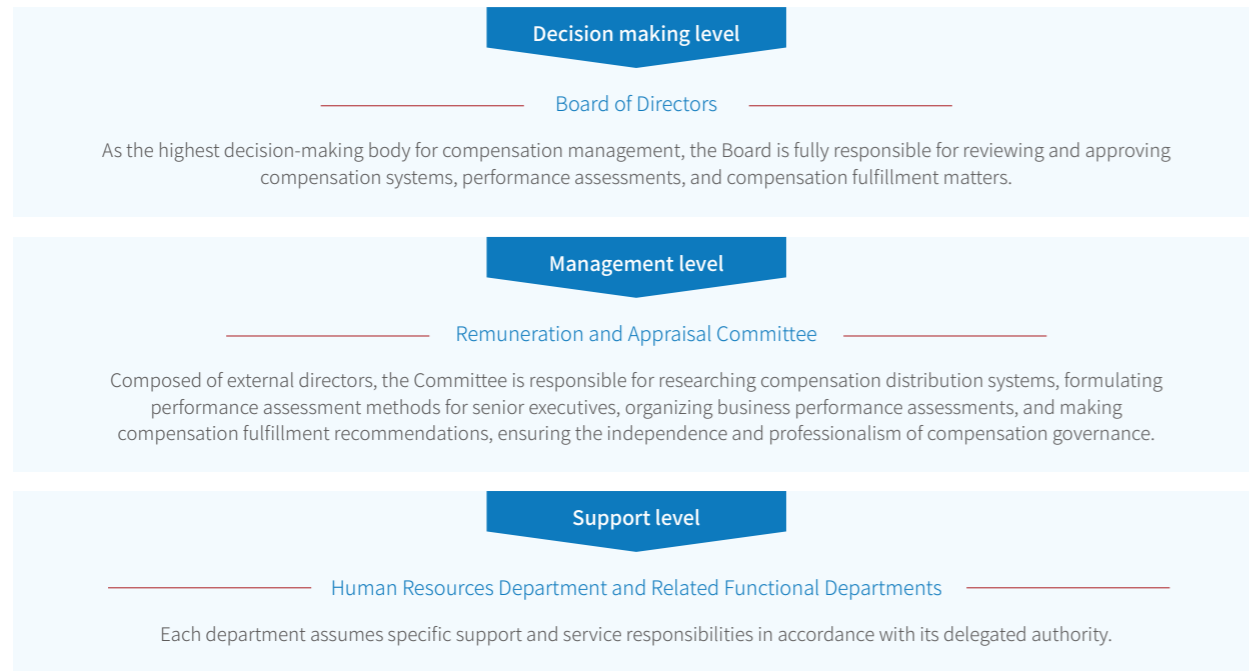 Decision making level
Board of Directors
As the highest decision-making body for compensation management, the Board is fully responsible for reviewing and approving
compensation systems, performance assessments, and compensation fulfillment matters.
Management level
Remuneration and Appraisal Committee
Composed of external directors, the Committee is responsible for researching compensation distribution systems, formulating
performance assessment methods for senior executives, organizing business performance assessments, and making
compensation fulfillment recommendations, ensuring the independence and professionalism of compensation governance.
Support level
Human Resources Department and Related Functional Departments
Each department assumes specific support and service responsibilities in accordance with its delegated authority.